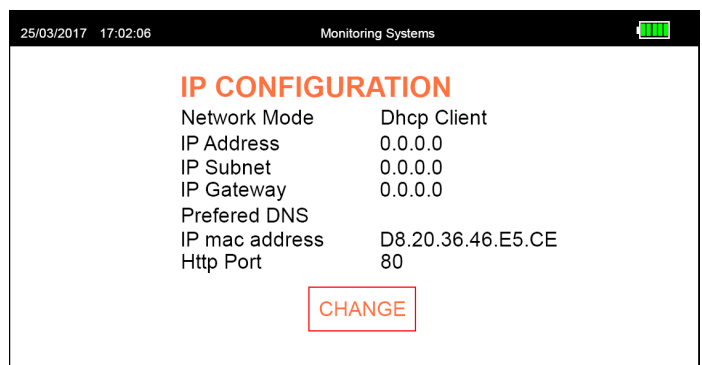 25/03/2017 17:02:06 Monitoring Systems
IP CONFIGURATION
Network Mode Dhcp Client
IP Address 0.0.0.0
IP Subnet 0.0.0.0
IP Gateway 0.0.0.0
Prefered DNS
IP mac address D8.20.36.46.E5.CE
Http Port 80
CHANGE